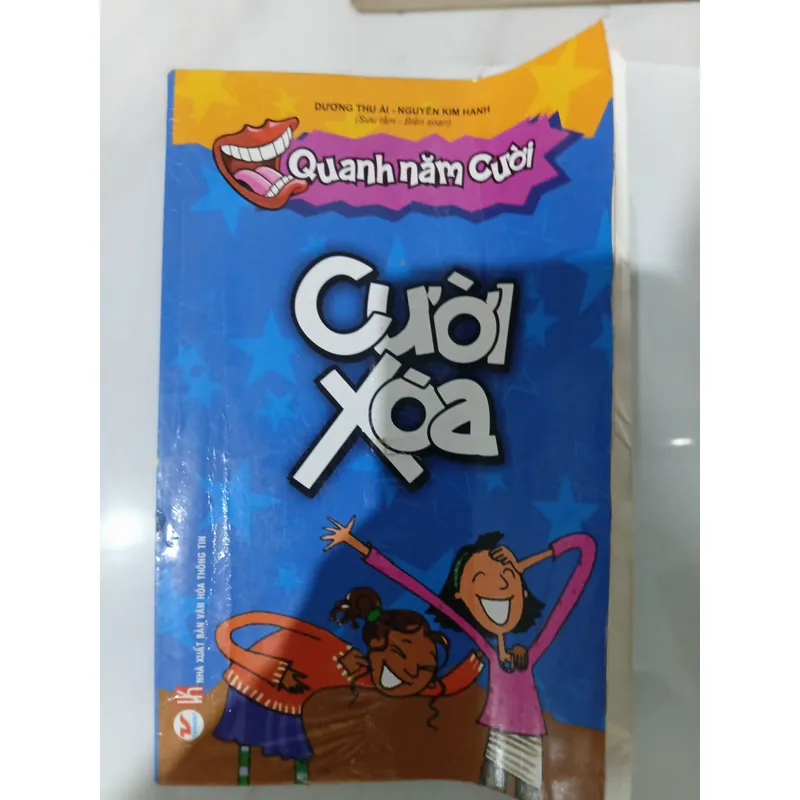 DƯƠNG THU ÁI - NGUYỄN KIM HANH
(Sưu tầm - Biên soạn)
Quanh năm Cười
Cười
Xòa
NHÀ XUẤT BẢN VĂN HÓA THÔNG TIN